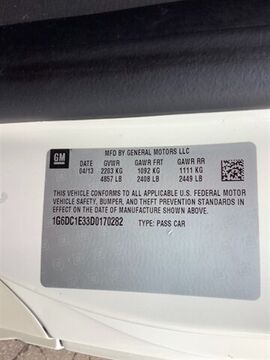 MFD BY GENERAL MOTORS LLC
GM
04/13 GVWR GAWR FRT GAWR RR
2203 KG 1092 KG 1111 KG
4857 LB 2408 LB 2449 LB
THIS VEHICLE CONFORMS TO ALL APPLICABLE U.S. FEDERAL MOTOR
VEHICLE SAFETY, BUMPER, AND THEFT PREVENTION STANDARDS
IN EFFECT ON THE DATE OF MANUFACTURE SHOWN ABOVE.
1G6DC1E33D0170282 TYPE: PASS CAR